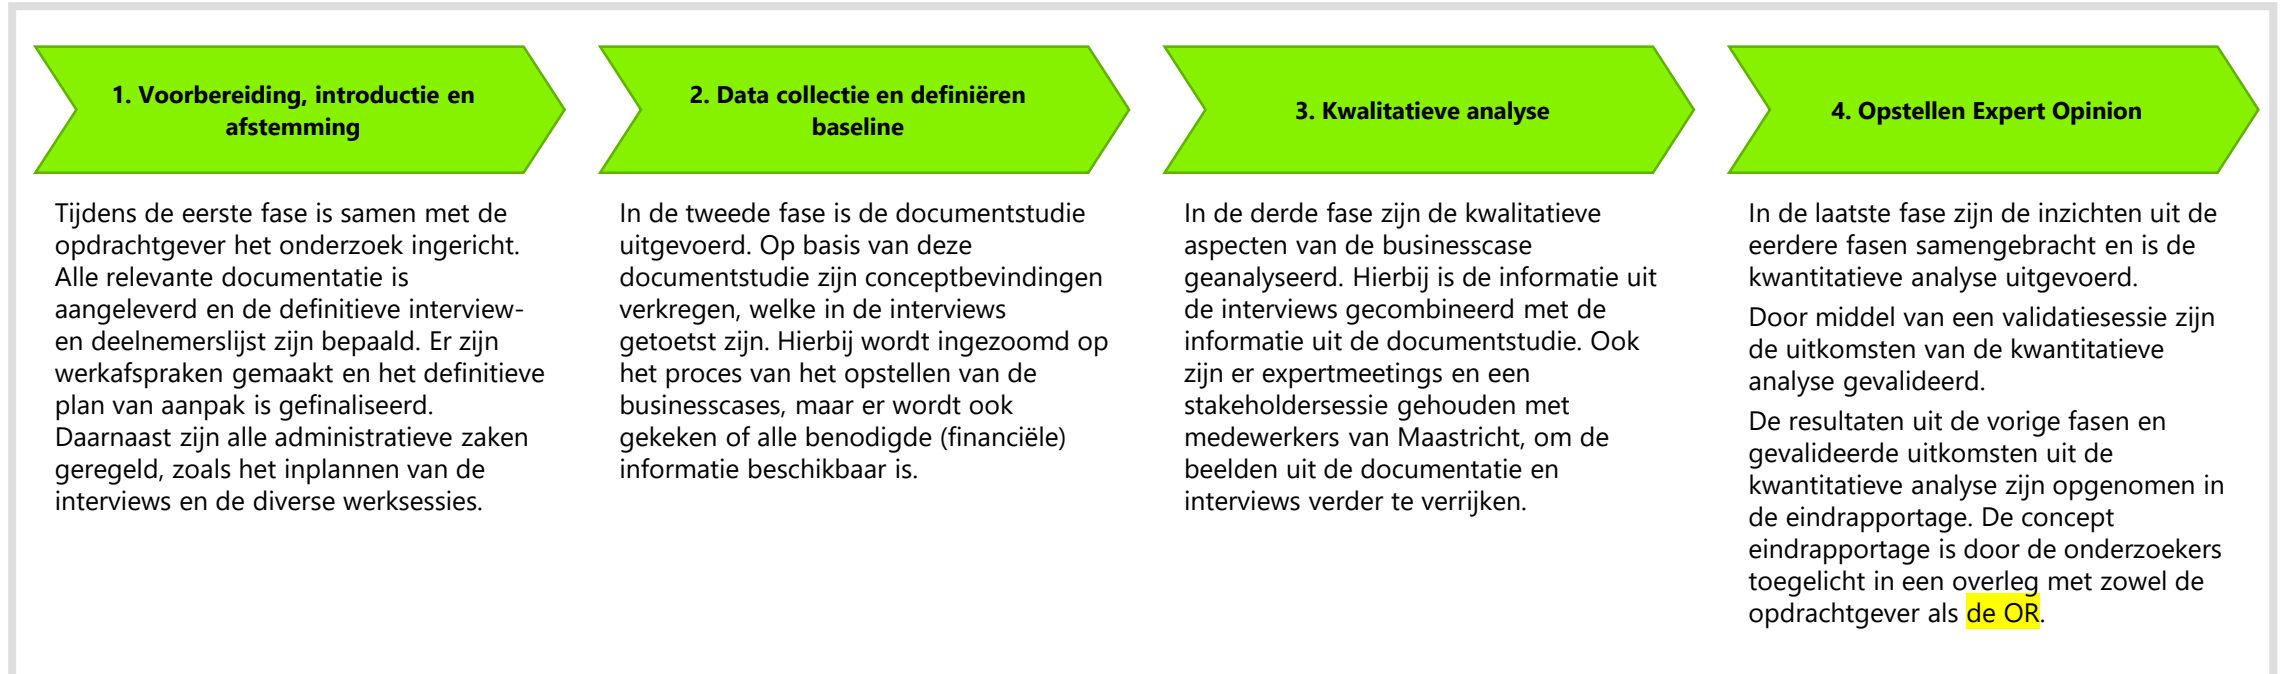 1. Voorbereiding, introductie en
afstemming
Tijdens de eerste fase is samen met de
opdrachtgever het onderzoek ingericht.
Alle relevante documentatie is
aangeleverd en de definitieve interview-
en deelnemerslijst zijn bepaald. Er zijn
werkafspraken gemaakt en het definitieve
plan van aanpak is gefinaliseerd.
Daarnaast zijn alle administratieve zaken
geregeld, zoals het inplannen van de
interviews en de diverse werksessies.
2. Data collectie en definiëren
baseline
In de tweede fase is de documentstudie
uitgevoerd. Op basis van deze
documentstudie zijn conceptbevindingen
verkregen, welke in de interviews
getoetst zijn. Hierbij wordt ingezoomd op
het proces van het opstellen van de
businesscases, maar er wordt ook
gekeken of alle benodigde (financiële)
informatie beschikbaar is.
3. Kwalitatieve analyse
In de derde fase zijn de kwalitatieve
aspecten van de businesscase
geanalyseerd. Hierbij is de informatie uit
de interviews gecombineerd met de
informatie uit de documentstudie. Ook
zijn er expertmeetings en een
stakeholdersessie gehouden met
medewerkers van Maastricht, om de
beelden uit de documentatie en
interviews verder te verrijken.
4. Opstellen Expert Opinion
In de laatste fase zijn de inzichten uit de
eerdere fasen samengebracht en is de
kwantitatieve analyse uitgevoerd.
Door middel van een validatiesessie zijn
de uitkomsten van de kwantitatieve
analyse gevalideerd.
De resultaten uit de vorige fasen en
gevalideerde uitkomsten uit de
kwantitatieve analyse zijn opgenomen in
de eindrapportage. De concept
eindrapportage is door de onderzoekers
toegelicht in een overleg met zowel de
opdrachtgever als de OR.